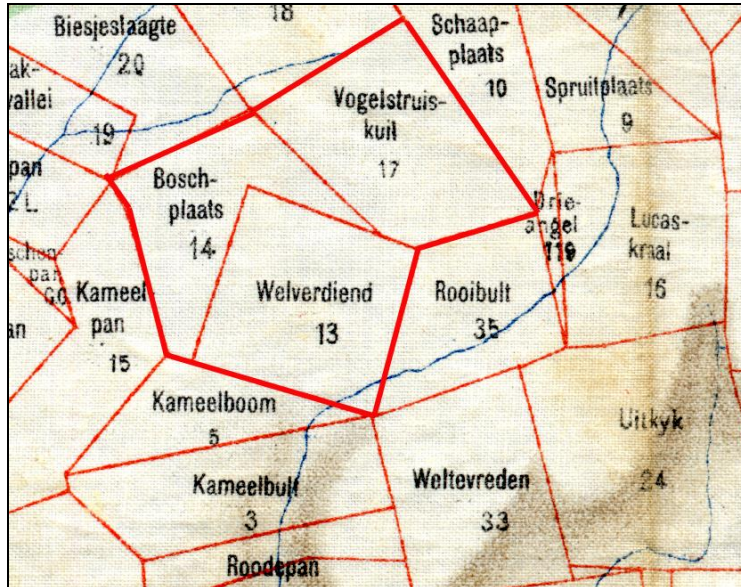 18
Biesjeslaagte
20
Schaap-
plaats
10
ak-
vallei
19
Vogelstruis-
kuil
17
Spruitplaats
9
pan
2 L.
Bosch-
plaats
14
Drie-
angel
119
Lucas-
kraal
16
schen-
pan
GG.
Kameel-
pan
15
an
Welverdiend
13
Rooibult
35
Kameelboom
5
Uitkyk
24
Kameelbult
3
Weltevreden
33
Roodepan